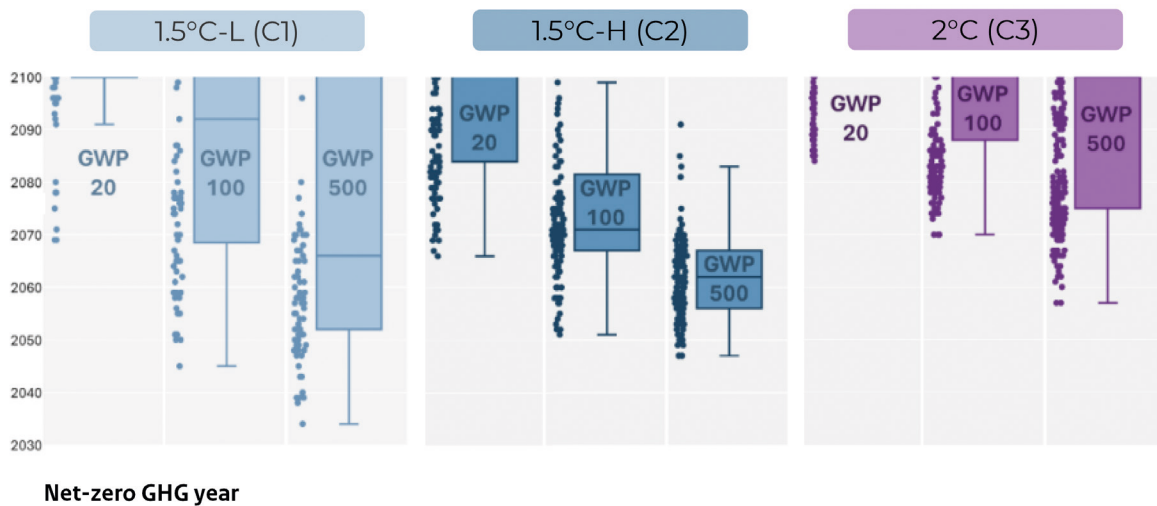 1.5°C-L (C1)
1.5°C-H (C2)
2°C (C3)
2100
2090
2080
2070
2060
2050
2040
2030
GWP
20
GWP
100
GWP
500
GWP
20
GWP
100
GWP
500
GWP
20
GWP
100
GWP
500
Net-zero GHG year